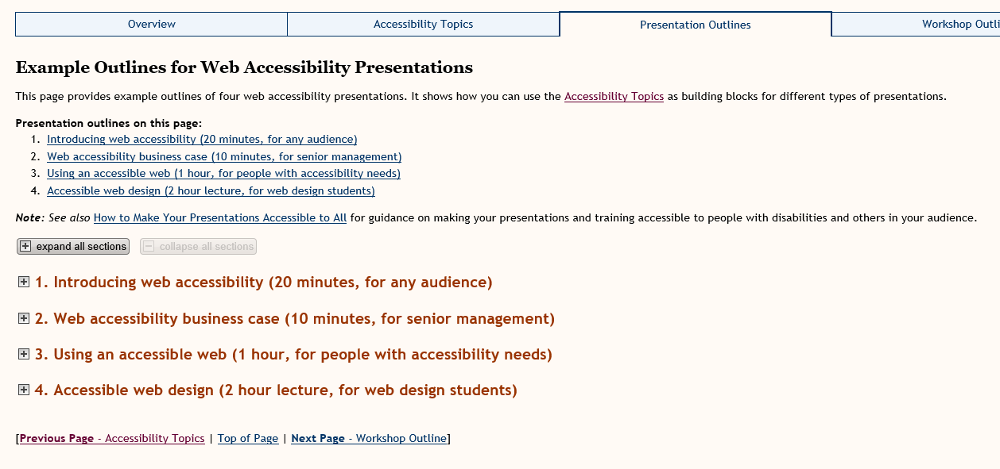 Overview
Accessibility Topics
Presentation Outlines
Workshop Outli
Example Outlines for Web Accessibility Presentations
This page provides example outlines of four web accessibility presentations. It shows how you can use the Accessibility Topics as building blocks for different types of presentations.
Presentation outlines on this page:
1. Introducing web accessibility (20 minutes, for any audience)
2. Web accessibility business case (10 minutes, for senior management)
3. Using an accessible web (1 hour, for people with accessibility needs)
4. Accessible web design (2 hour lecture, for web design students)
Note: See also How to Make Your Presentations Accessible to All for guidance on making your presentations and training accessible to people with disabilities and others in your audience.
expand all sections
collapse all sections
1. Introducing web accessibility (20 minutes, for any audience)
2. Web accessibility business case (10 minutes, for senior management)
3. Using an accessible web (1 hour, for people with accessibility needs)
4. Accessible web design (2 hour lecture, for web design students)
[Previous Page - Accessibility Topics | Top of Page | Next Page - Workshop Outline]